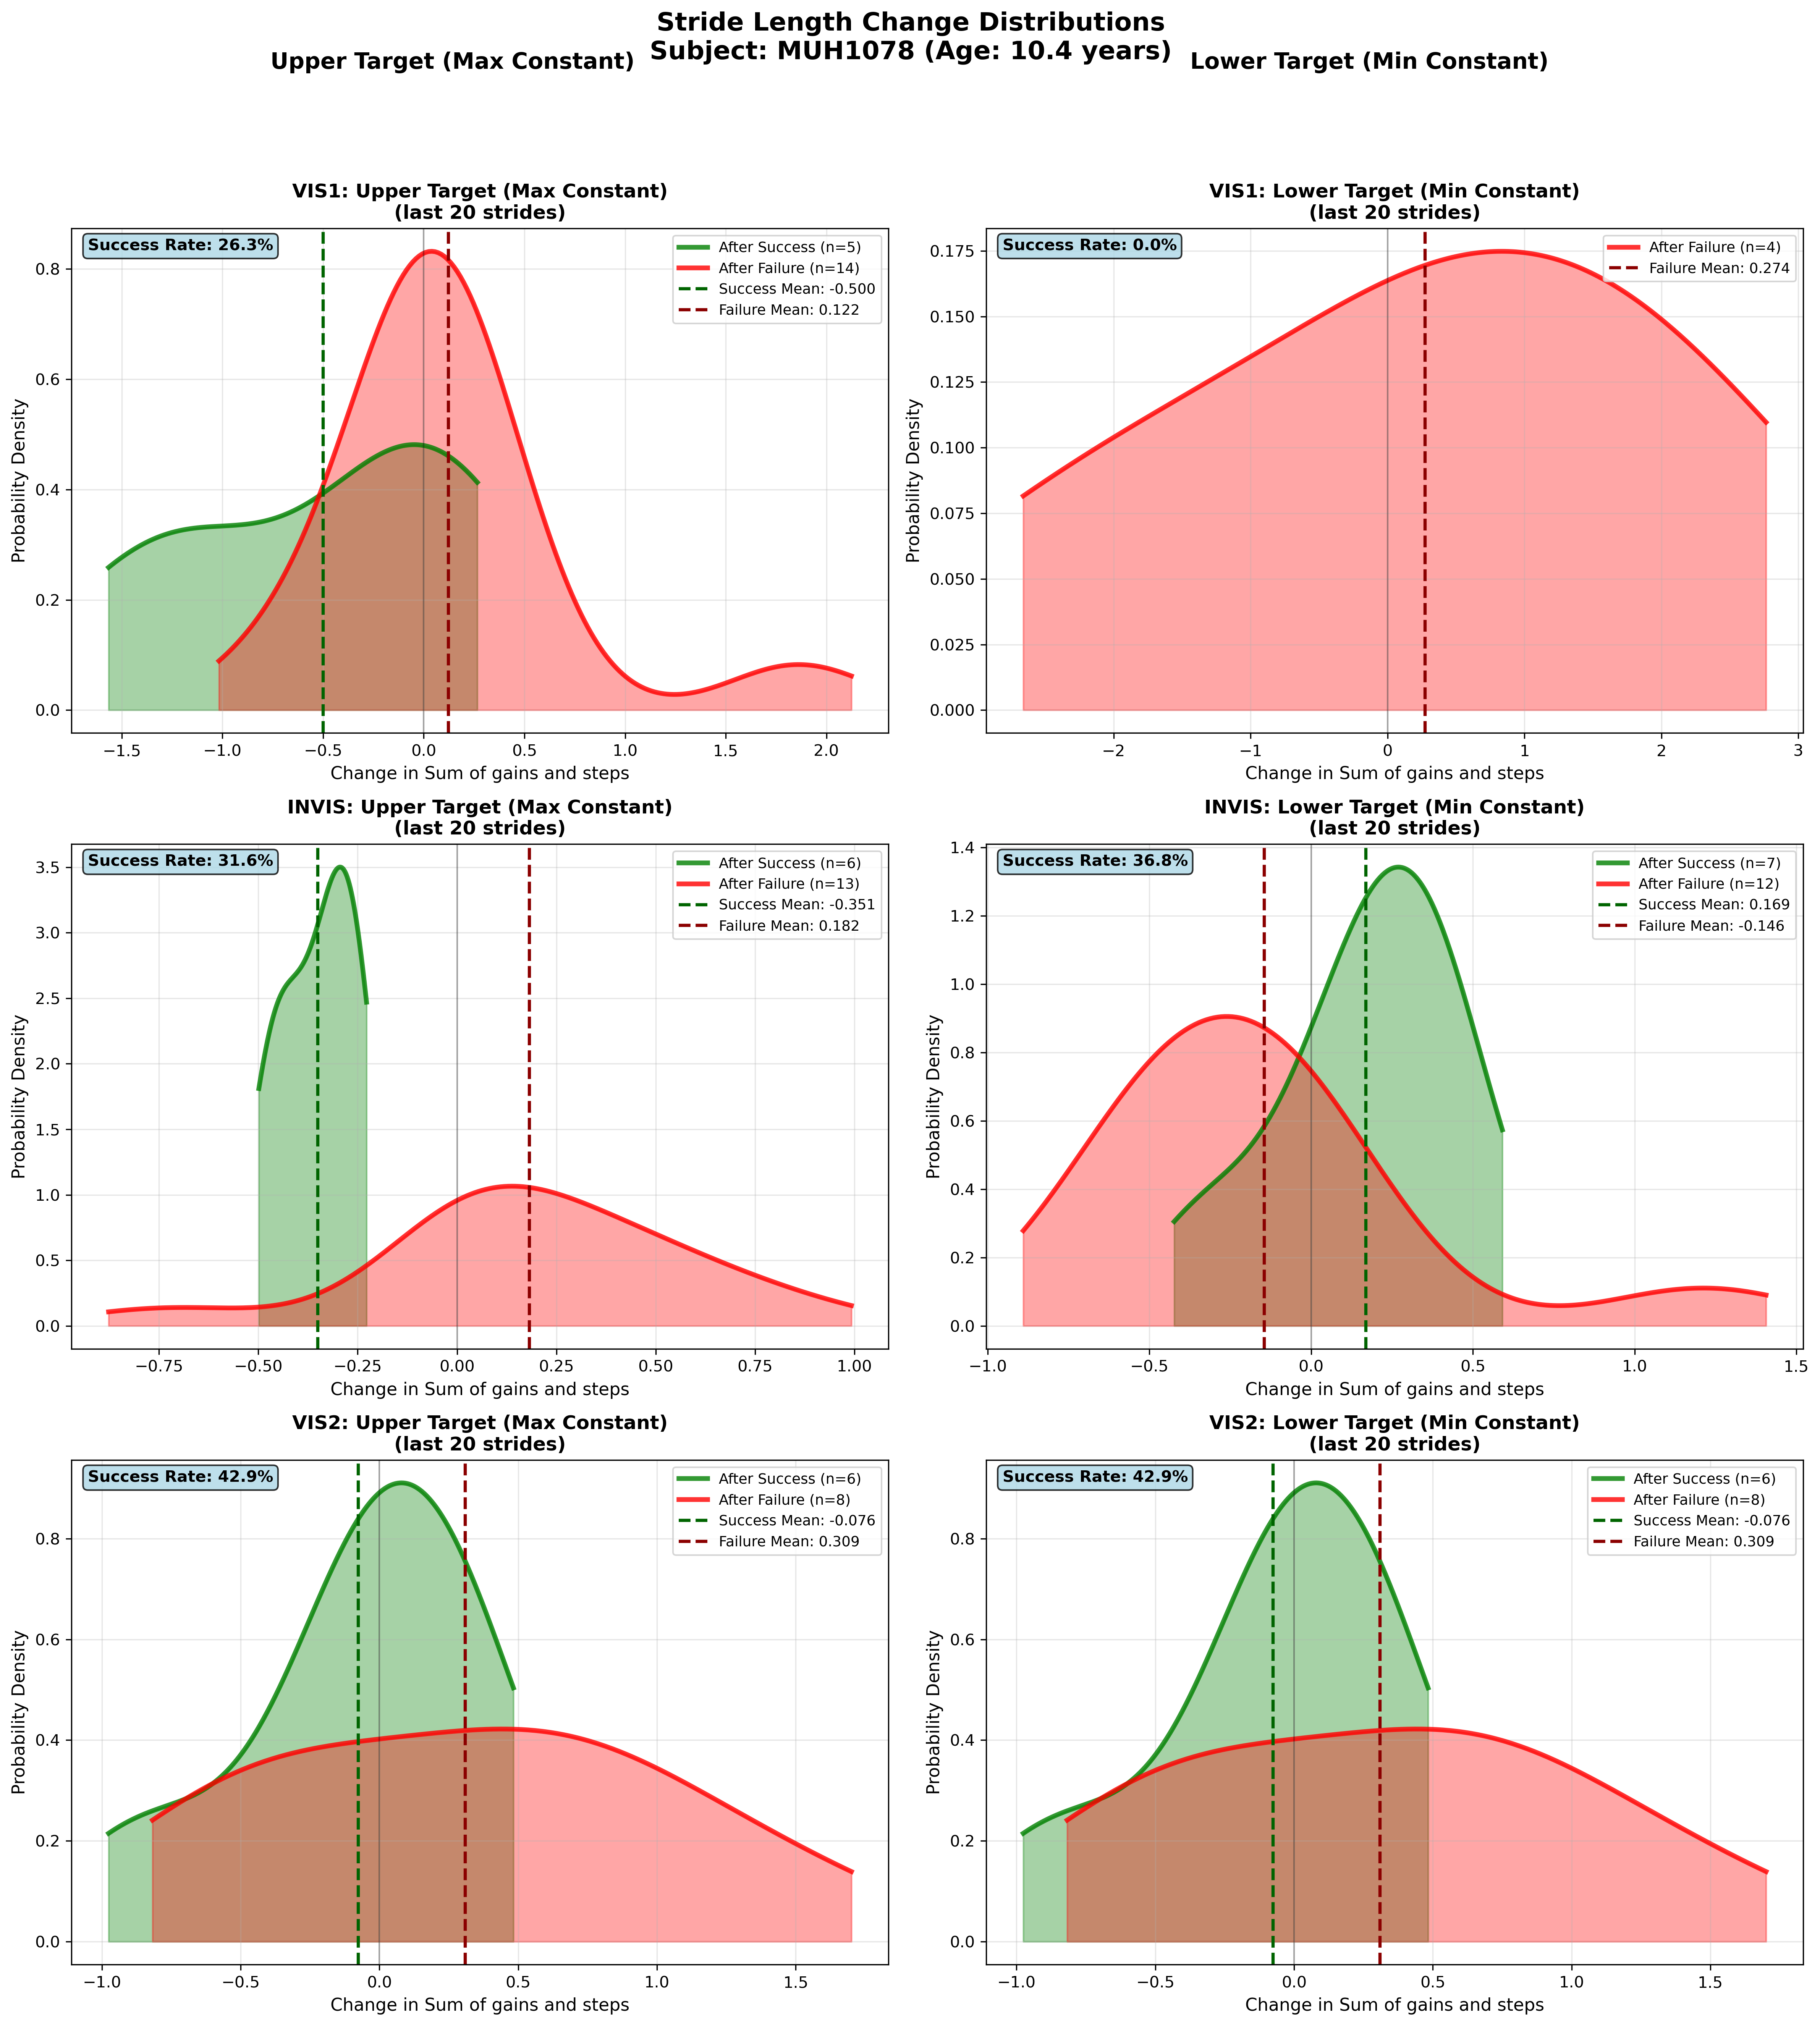 Stride Length Change Distributions
Subject: MUH1078 (Age: 10.4 years)
Upper Target (Max Constant)
Lower Target (Min Constant)
VIS1: Upper Target (Max Constant)
(last 20 strides)
Success Rate: 26.3%
After Success (n=5)
After Failure (n=14)
Success Mean: -0.500
Failure Mean: 0.122
Probability Density
0.8
0.6
0.4
0.2
0.0
−1.5 −1.0 −0.5 0.0 0.5 1.0 1.5 2.0
Change in Sum of gains and steps
VIS1: Lower Target (Min Constant)
(last 20 strides)
Success Rate: 0.0%
After Failure (n=4)
Failure Mean: 0.274
Probability Density
0.175
0.150
0.125
0.100
0.075
0.050
0.025
0.000
−2 −1 0 1 2 3
Change in Sum of gains and steps
INVIS: Upper Target (Max Constant)
(last 20 strides)
Success Rate: 31.6%
After Success (n=6)
After Failure (n=13)
Success Mean: -0.351
Failure Mean: 0.182
Probability Density
3.5
3.0
2.5
2.0
1.5
1.0
0.5
0.0
−0.75 −0.50 −0.25 0.00 0.25 0.50 0.75 1.00
Change in Sum of gains and steps
INVIS: Lower Target (Min Constant)
(last 20 strides)
Success Rate: 36.8%
After Success (n=7)
After Failure (n=12)
Success Mean: 0.169
Failure Mean: -0.146
Probability Density
1.4
1.2
1.0
0.8
0.6
0.4
0.2
0.0
−1.0 −0.5 0.0 0.5 1.0 1.5
Change in Sum of gains and steps
VIS2: Upper Target (Max Constant)
(last 20 strides)
Success Rate: 42.9%
After Success (n=6)
After Failure (n=8)
Success Mean: -0.076
Failure Mean: 0.309
Probability Density
0.8
0.6
0.4
0.2
0.0
−1.0 −0.5 0.0 0.5 1.0 1.5
Change in Sum of gains and steps
VIS2: Lower Target (Min Constant)
(last 20 strides)
Success Rate: 42.9%
After Success (n=6)
After Failure (n=8)
Success Mean: -0.076
Failure Mean: 0.309
Probability Density
0.8
0.6
0.4
0.2
0.0
−1.0 −0.5 0.0 0.5 1.0 1.5
Change in Sum of gains and steps